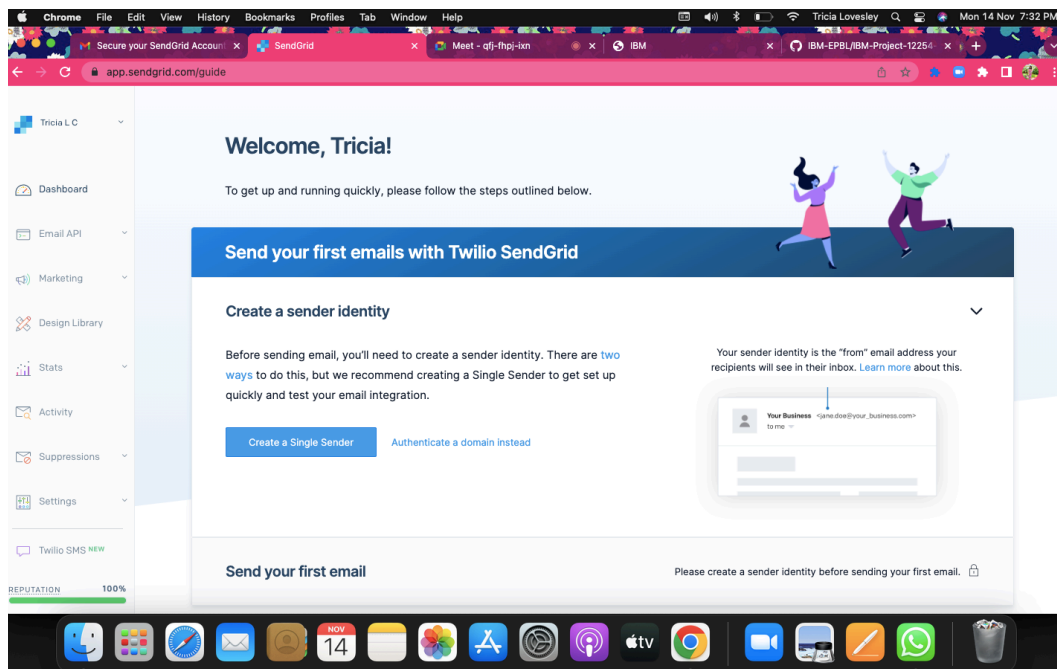 Chrome File Edit View History Bookmarks Profiles Tab Window Help Tricia Lovesley Mon 14 Nov 7:32 PM
Secure your SendGrid Account SendGrid Meet - qfj-fhpj-ixn IBM IBM-EPBL/IBM-Project-12254-
app.sendgrid.com/guide
Tricia L C
Dashboard
Email API
Marketing
Design Library
Stats
Activity
Suppressions
Settings
Twilio SMS NEW
REPUTATION 100%
Welcome, Tricia!
To get up and running quickly, please follow the steps outlined below.
Send your first emails with Twilio SendGrid
Create a sender identity
Before sending email, you'll need to create a sender identity. There are two
ways to do this, but we recommend creating a Single Sender to get set up
quickly and test your email integration.
Create a Single Sender Authenticate a domain instead
Your sender identity is the "from" email address your
recipients will see in their inbox. Learn more about this.
Your Business <jane.doe@your_business.com>
to me
Send your first email Please create a sender identity before sending your first email.
NOV
14
tv